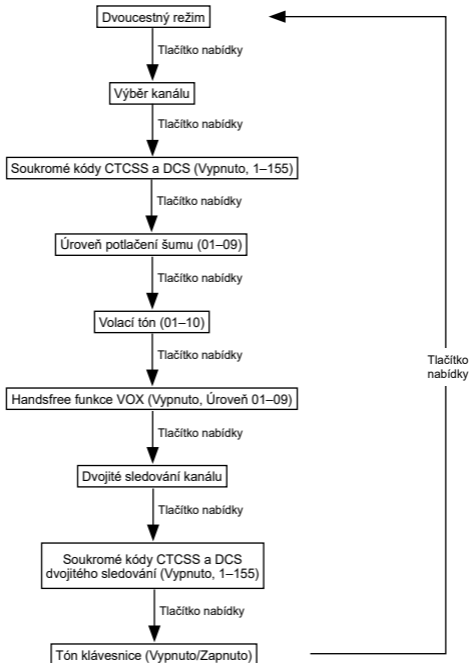 Dvoucestný režim
Tlačítko nabídky
Výběr kanálu
Tlačítko nabídky
Soukromé kódy CTCSS a DCS (Vypnuto, 1–155)
Tlačítko nabídky
Úroveň potlačení šumu (01–09)
Tlačítko nabídky
Volací tón (01–10)
Tlačítko nabídky
Handsfree funkce VOX (Vypnuto, Úroveň 01–09)
Tlačítko nabídky
Dvojité sledování kanálu
Tlačítko nabídky
Soukromé kódy CTCSS a DCS
dvojitého sledování (Vypnuto, 1–155)
Tlačítko nabídky
Tón klávesnice (Vypnuto/Zapnuto)
Tlačítko
nabídky